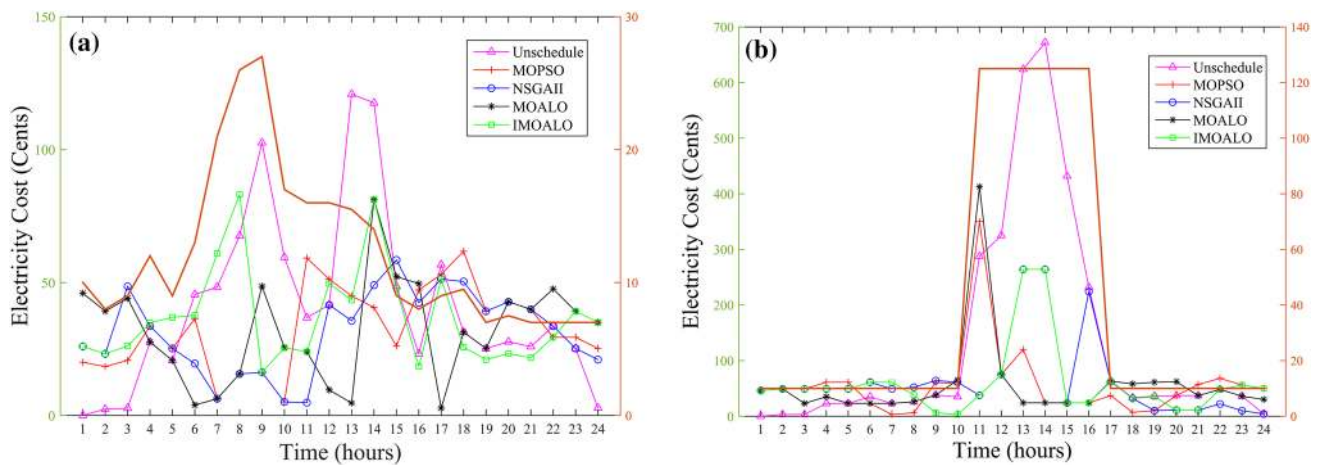 (a)
Electricity Cost (Cents)
150
100
50
0
30
20
10
0
Unschedule
MOPSO
NSGAII
MOALO
IMOALO
1 2 3 4 5 6 7 8 9 10 11 12 13 14 15 16 17 18 19 20 21 22 23 24
Time (hours)
(b)
Electricity Cost (Cents)
700
600
500
400
300
200
100
0
140
120
100
80
60
40
20
0
Unschedule
MOPSO
NSGAII
MOALO
IMOALO
1 2 3 4 5 6 7 8 9 10 11 12 13 14 15 16 17 18 19 20 21 22 23 24
Time (hours)